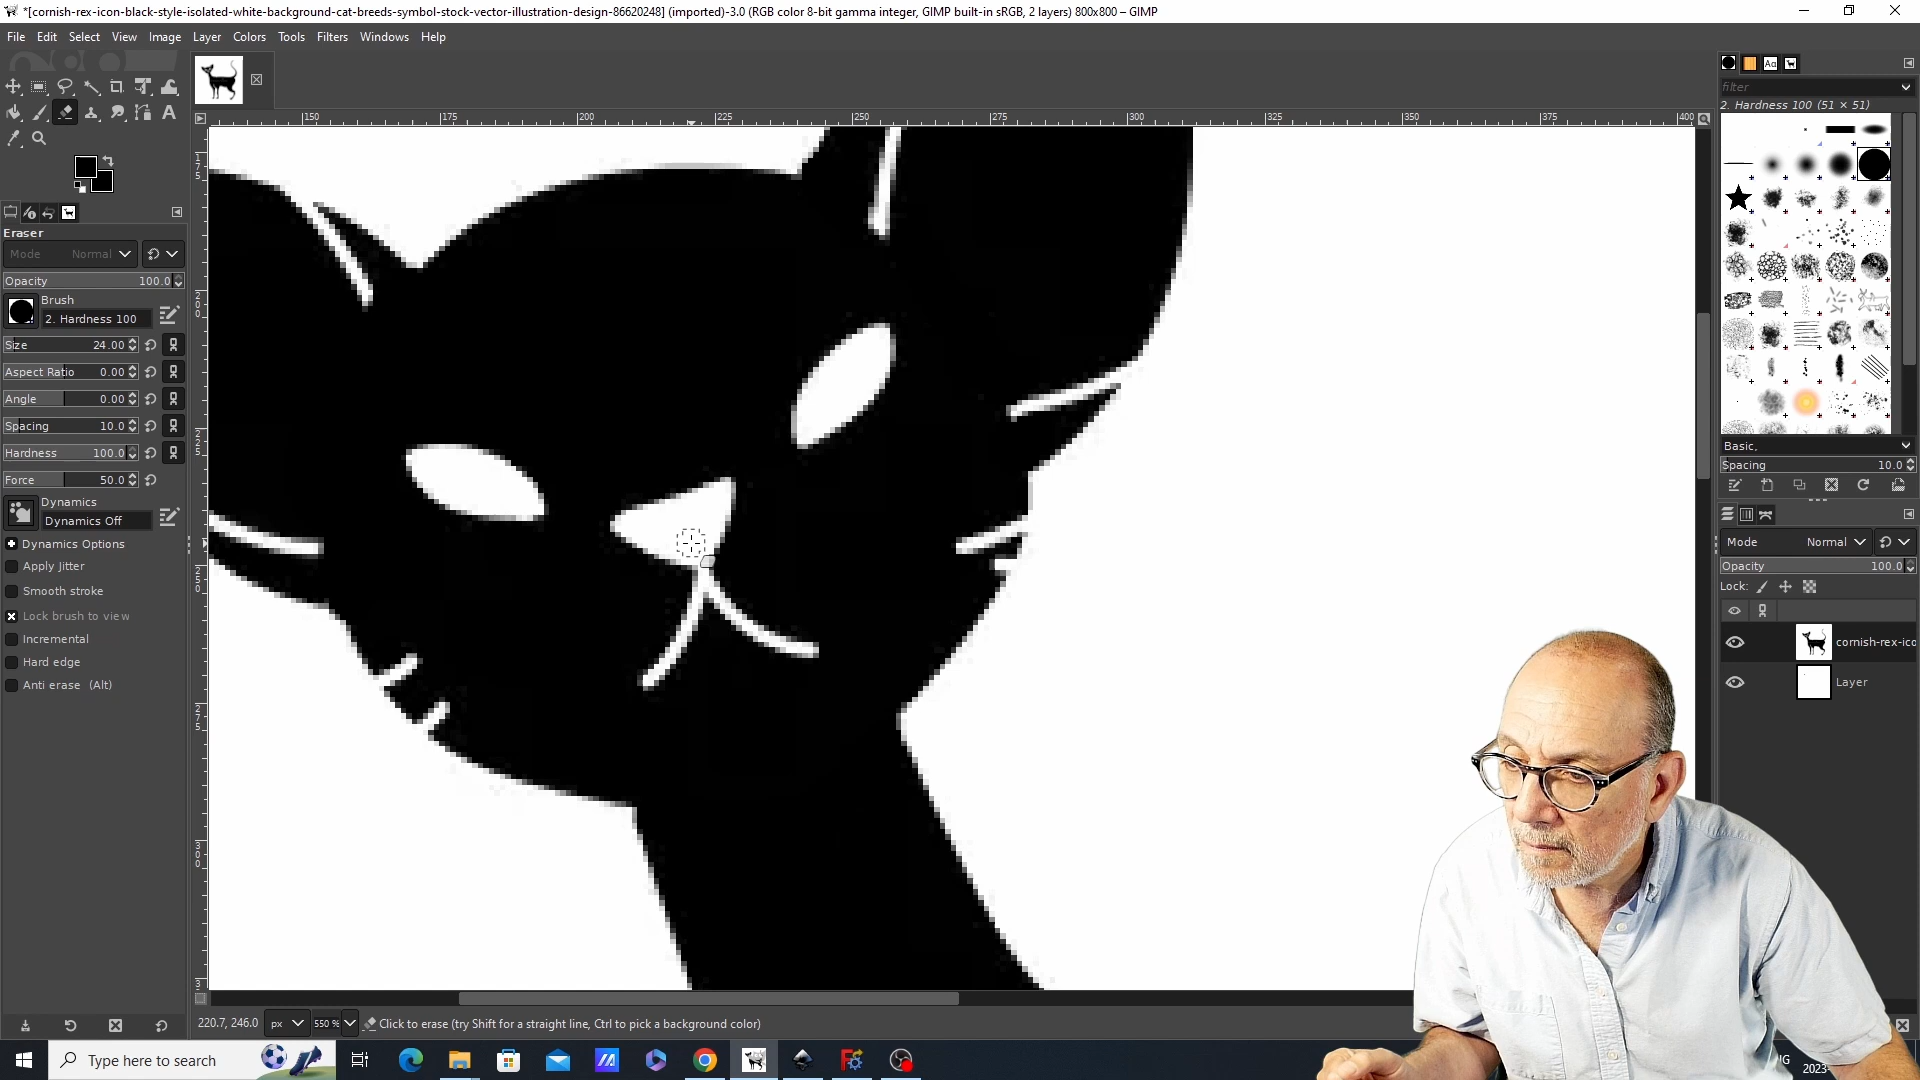 *[cornish-rex-icon-black-style-isolated-white-background-cat-breeds-symbol-stock-vector-illustration-design-86620248] (imported)-3.0 (RGB color 8-bit gamma integer, GIMP built-in sRGB, 2 layers) 800x800 – GIMP
File Edit Select View Image Layer Colors Tools Filters Windows Help
filter
2. Hardness 100 (51 × 51)
150 175 200 225 250 275 300 325 350 375 400
175
200
225
250
275
300
3
Eraser
Mode Normal
Opacity 100.0
Brush
2. Hardness 100
Size 24.00
Aspect Ratio 0.00
Angle 0.00
Spacing 10.0
Hardness 100.0
Force 50.0
Dynamics
Dynamics Off
Dynamics Options
Apply Jitter
Smooth stroke
Lock brush to view
Incremental
Hard edge
Anti erase (Alt)
Basic,
Spacing 10.0
Mode Normal
Opacity 100.0
Lock:
cornish-rex-ico
Layer
220.7, 246.0 px 550 % Click to erase (try Shift for a straight line, Ctrl to pick a background color)
Type here to search
2023-